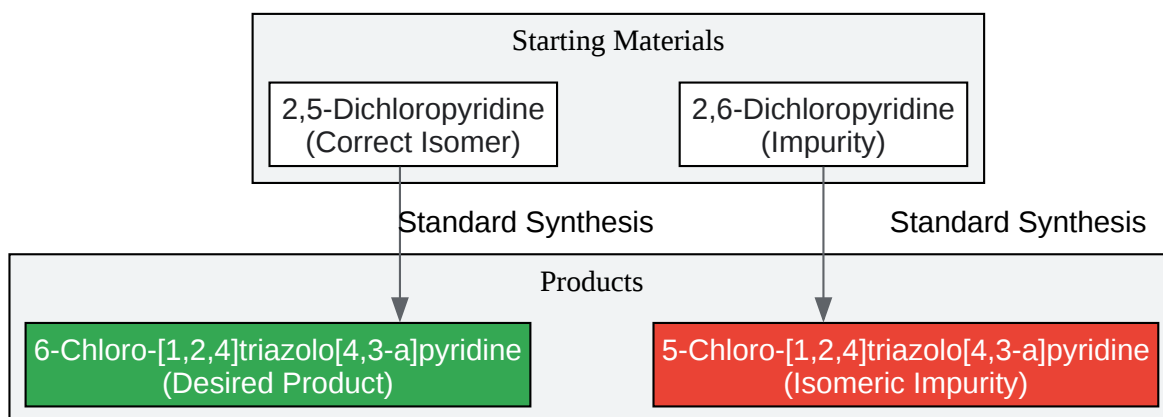 Starting Materials
2,5-Dichloropyridine
(Correct Isomer)
2,6-Dichloropyridine
(Impurity)
Standard Synthesis
Standard Synthesis
Products
6-Chloro-[1,2,4]triazolo[4,3-a]pyridine
(Desired Product)
5-Chloro-[1,2,4]triazolo[4,3-a]pyridine
(Isomeric Impurity)